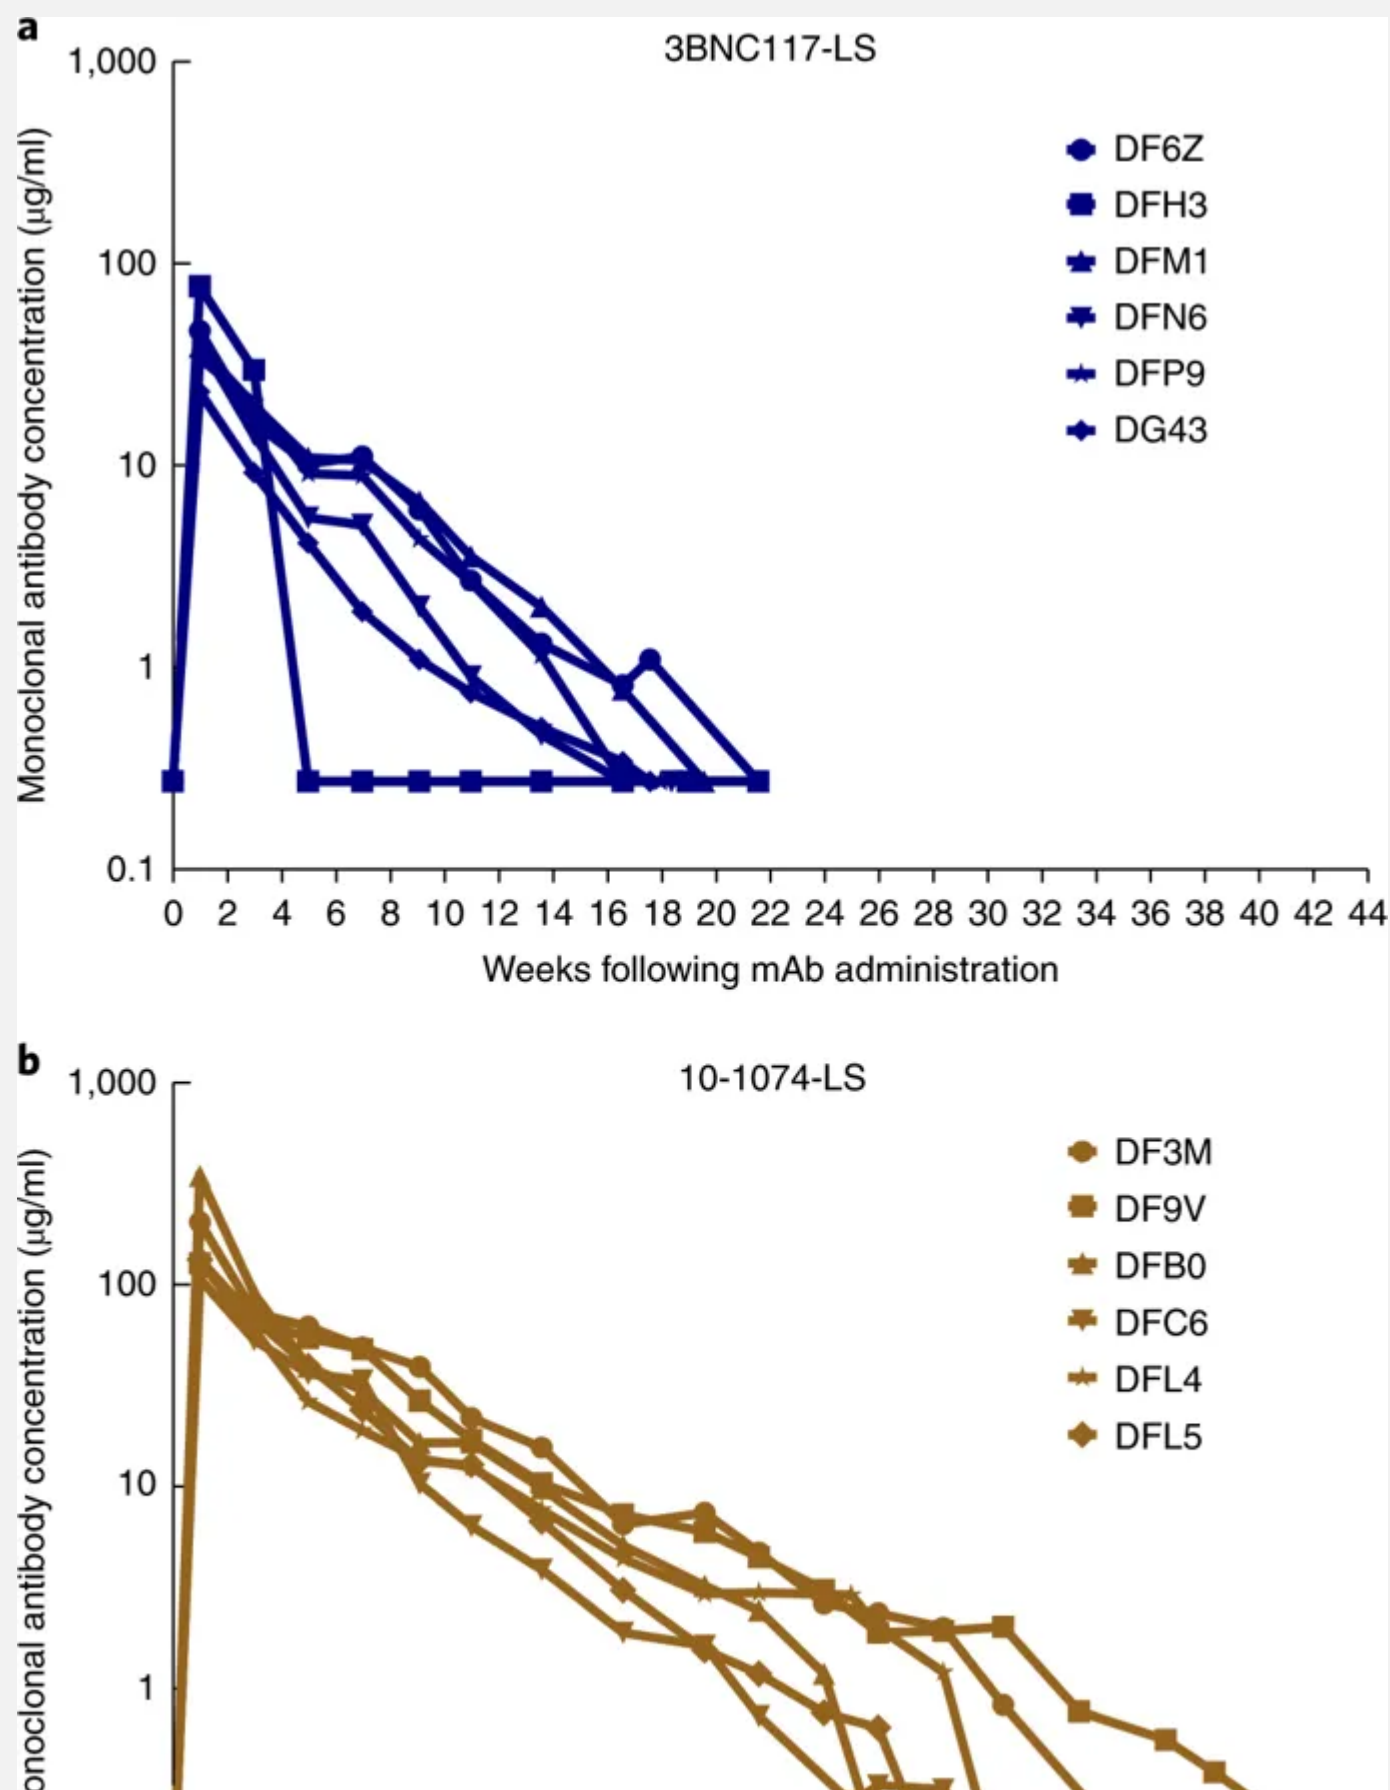 a
3BNC117-LS
Monoclonal antibody concentration (µg/ml)
1,000
100
10
1
0.1
DF6Z
DFH3
DFM1
DFN6
DFP9
DG43
0 2 4 6 8 10 12 14 16 18 20 22 24 26 28 30 32 34 36 38 40 42 44
Weeks following mAb administration
b
10-1074-LS
onoclonal antibody concentration (µg/ml)
1,000
100
10
1
DF3M
DF9V
DFB0
DFC6
DFL4
DFL5